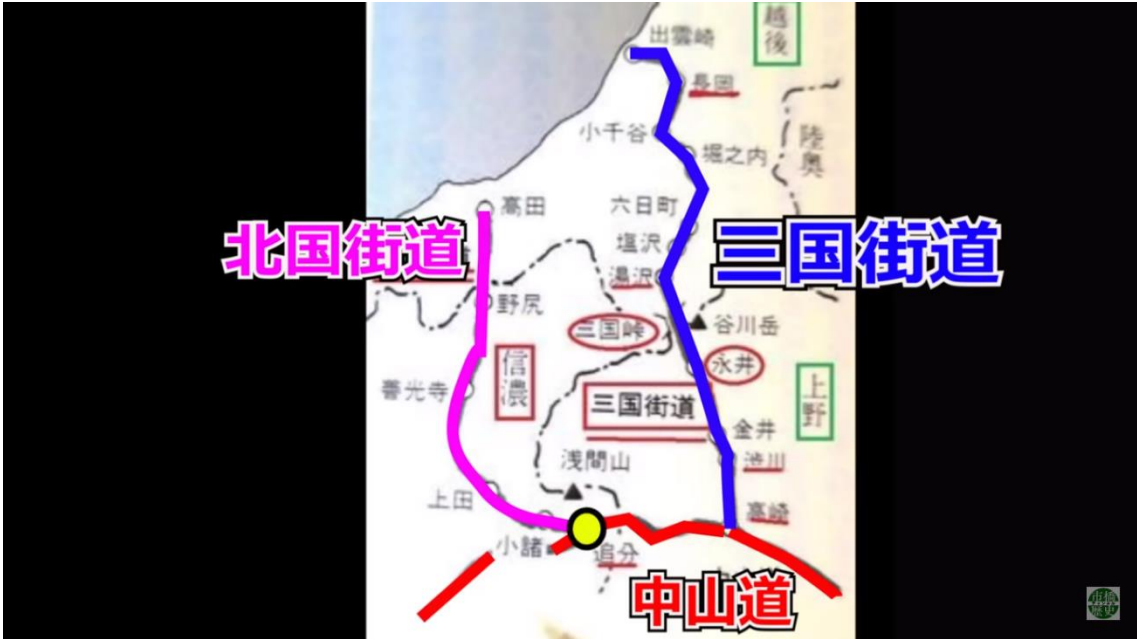 越後
出雲崎
長岡
小千谷
堀之内
陸奥
六日町
高田
塩沢
北国街道
三国街道
湯沢
野尻
三国峠
谷川岳
永井
信濃
善光寺
上野
三国街道
金井
浅間山
渋川
上田
高崎
小諸
追分
中山道